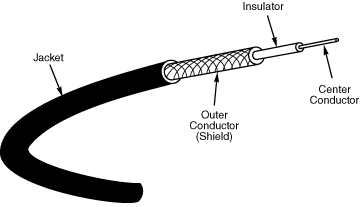 Insulator
Jacket
Center
Conductor
Outer
Conductor
(Shield)